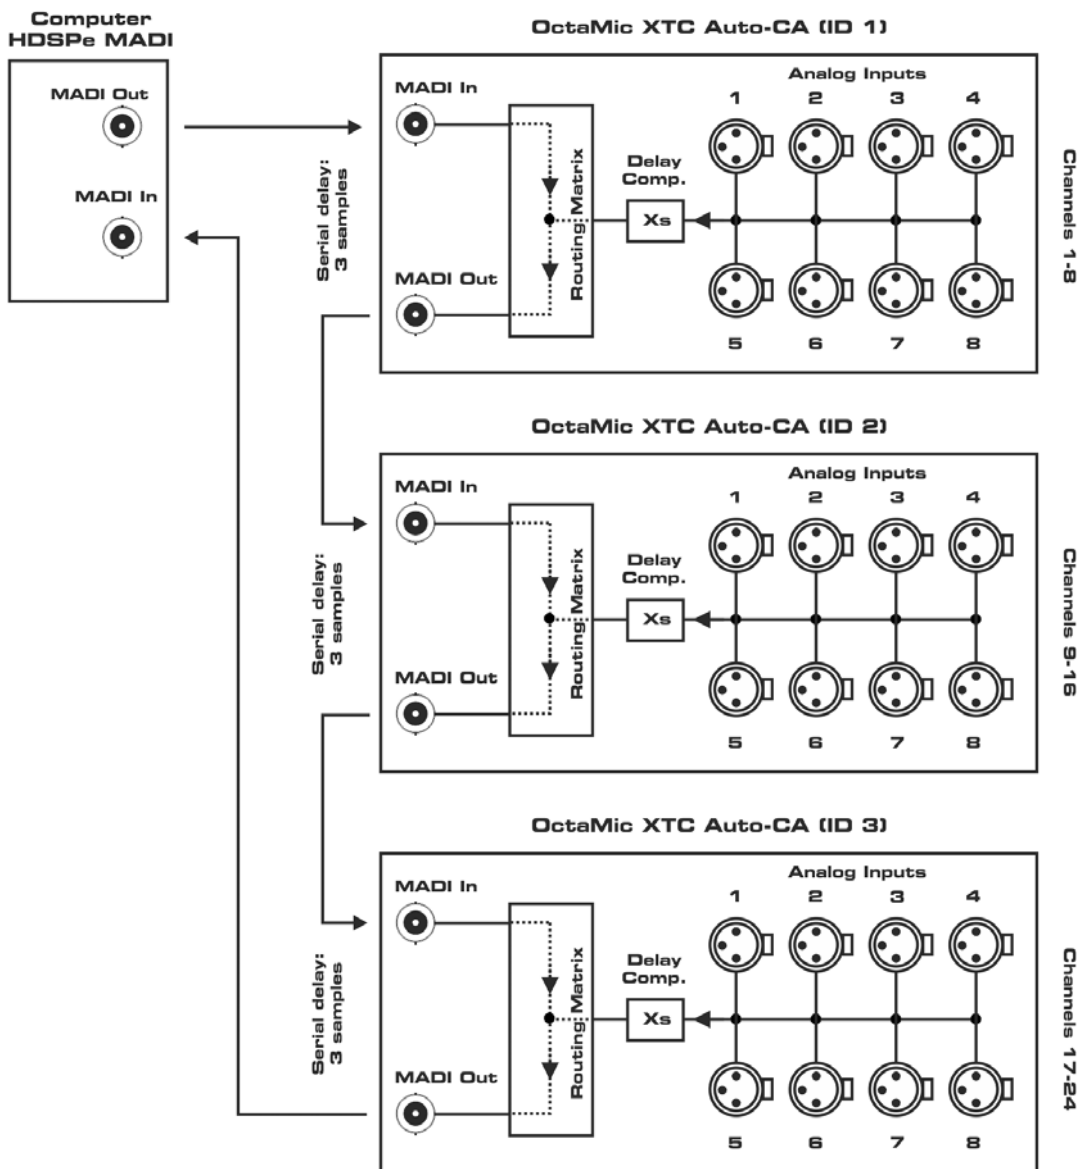 Computer
HDSPe MADI
MADI Out
MADI In
OctaMic XTC Auto-CA (ID 1)
MADI In
Analog Inputs
1 2 3 4
Delay
Comp.
Xs
Routing Matrix
Serial delay:
3 samples
MADI Out
5 6 7 8
Channels 1-8
OctaMic XTC Auto-CA (ID 2)
MADI In
Analog Inputs
1 2 3 4
Delay
Comp.
Xs
Routing Matrix
Serial delay:
3 samples
MADI Out
5 6 7 8
Channels 9-16
OctaMic XTC Auto-CA (ID 3)
MADI In
Analog Inputs
1 2 3 4
Delay
Comp.
Xs
Routing Matrix
Serial delay:
3 samples
MADI Out
5 6 7 8
Channels 17-24